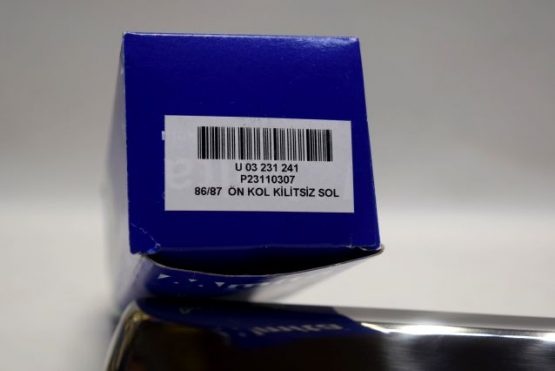 U 03 231 241
P23110307
86/87 ÖN KOL KİLİTSİZ SOL